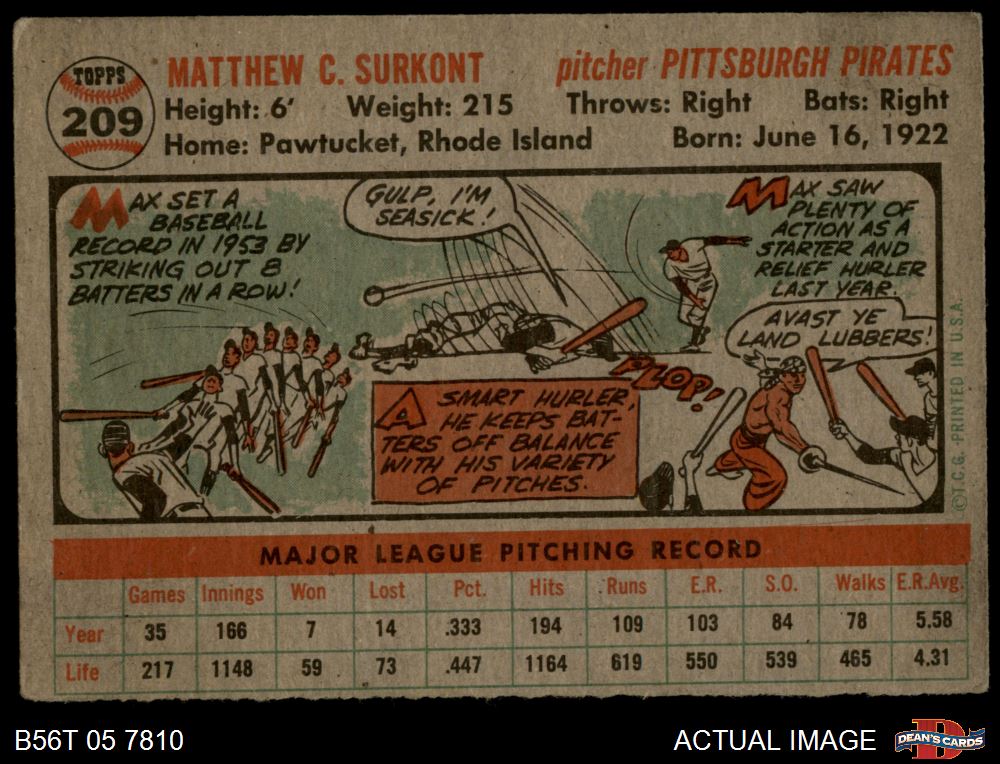 TOPPS
209
MATTHEW C. SURKONT
pitcher PITTSBURGH PIRATES
Height: 6' Weight: 215 Throws: Right Bats: Right
Home: Pawtucket, Rhode Island Born: June 16, 1922
MAX SET A
BASEBALL
RECORD IN 1953 BY
STRIKING OUT 8
BATTERS IN A ROW!
GULP, I'M
SEASICK!
MAX SAW
PLENTY OF
ACTION AS A
STARTER AND
RELIEF HURLER
LAST YEAR.
AVAST YE
LAND LUBBERS!
PLOP!
A SMART HURLER,
HE KEEPS BAT-
TERS OFF BALANCE
WITH HIS VARIETY
OF PITCHES.
©T.C.G. -PRINTED IN U.S.A.
MAJOR LEAGUE PITCHING RECORD
Games Innings Won Lost Pct. Hits Runs E.R. S.O. Walks E.R.Avg.
Year 35 166 7 14 .333 194 109 103 84 78 5.58
Life 217 1148 59 73 .447 1164 619 550 539 465 4.31
B56T 05 7810
ACTUAL IMAGE
DEAN'S CARDS